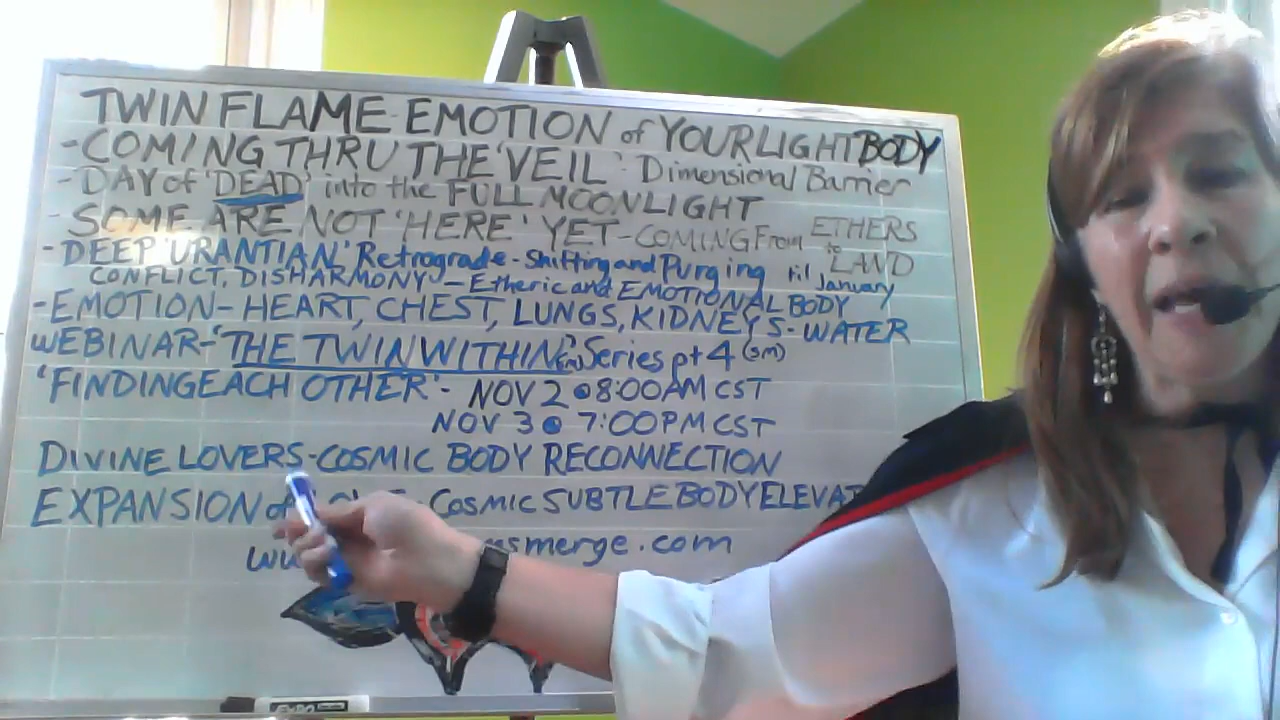 TWIN FLAME-EMOTION of YOUR LIGHT BODY
-COMING THRU THE 'VEIL'- Dimensional Barrier
-DAY of 'DEAD' into the FULL MOONLIGHT
-SOME ARE NOT 'HERE' YET-COMING From ETHERS to LAND
-DEEP 'URANTIAN' Retrograde-Shifting and Purging til January
CONFLICT, DISHARMONY-Etheric and EMOTIONAL BODY
-EMOTION-HEART, CHEST, LUNGS, KIDNEYS-WATER
WEBINAR-'THE TWIN WITHIN' Series pt 4 (sm)
'FINDING EACH OTHER'- NOV 2 @ 8:00AM CST
NOV 3 @ 7:00PM CST
DIVINE LOVERS-COSMIC BODY RECONNECTION
EXPANSION of COSMIC SUBTLE BODY
smerge.com
EXPO